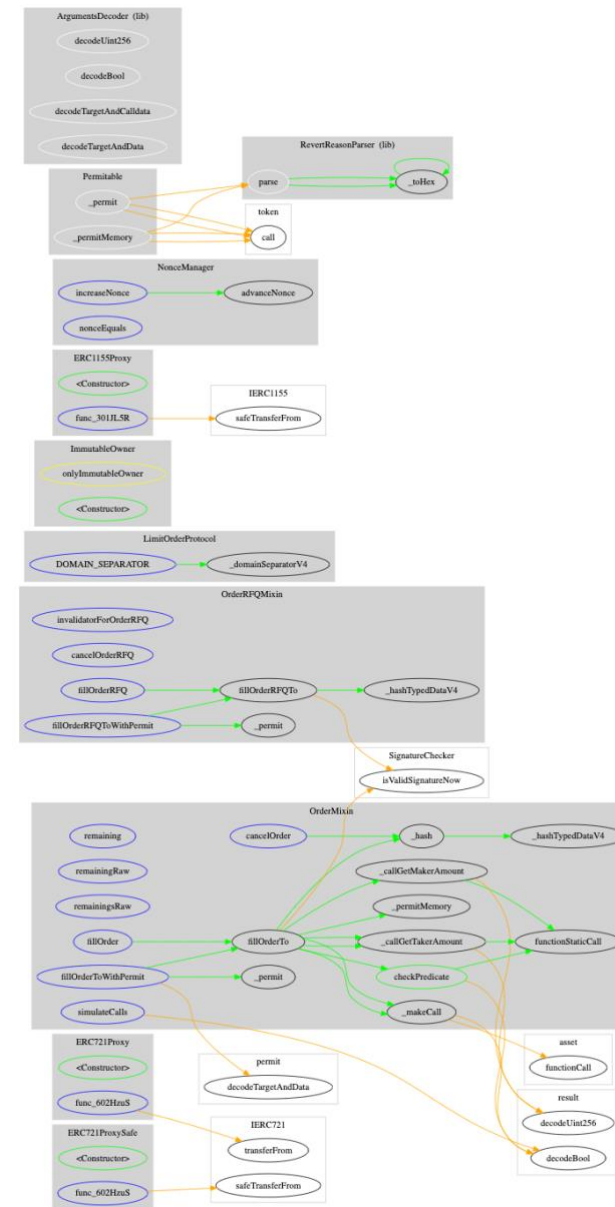 ArgumentsDecoder (lib)
decodeUint256
decodeBool
decodeTargetAndCalldata
decodeTargetAndData
Permitable
_permit
_permitMemory
RevertReasonParser (lib)
parse
_toHex
token
call
NonceManager
increaseNonce
advanceNonce
nonceEquals
ERC1155Proxy
<Constructor>
func_301JL5R
IERC1155
safeTransferFrom
ImmutableOwner
onlyImmutableOwner
<Constructor>
LimitOrderProtocol
DOMAIN_SEPARATOR
_domainSeparatorV4
OrderRFQMixin
invalidatorForOrderRFQ
cancelOrderRFQ
fillOrderRFQ
fillOrderRFQTo
_hashTypedDataV4
fillOrderRFQToWithPermit
_permit
SignatureChecker
isValidSignatureNow
OrderMixin
remaining
cancelOrder
_hash
_hashTypedDataV4
remainingRaw
_callGetMakerAmount
remainingsRaw
_permitMemory
fillOrder
fillOrderTo
_callGetTakerAmount
functionStaticCall
fillOrderToWithPermit
_permit
checkPredicate
simulateCalls
_makeCall
ERC721Proxy
<Constructor>
func_602HzuS
permit
decodeTargetAndData
asset
functionCall
result
decodeUint256
decodeBool
ERC721ProxySafe
<Constructor>
func_602HzuS
IERC721
transferFrom
safeTransferFrom